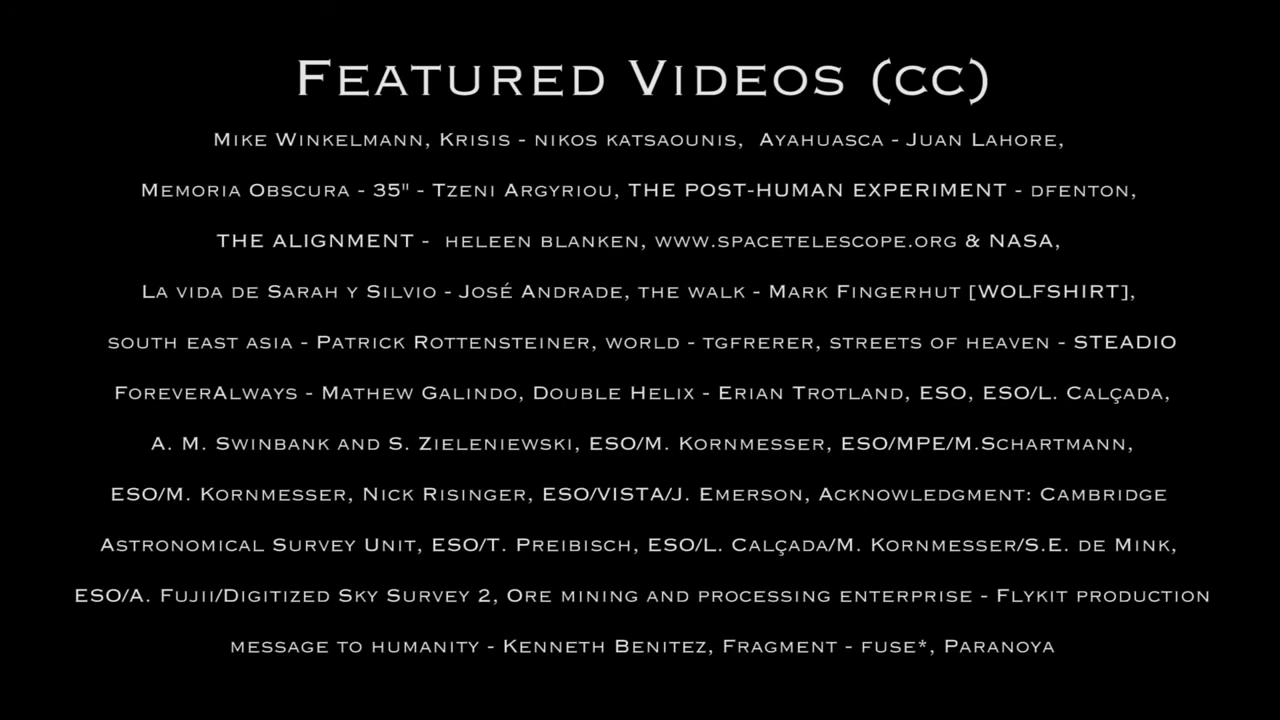 Featured Videos (cc)
Mike Winkelmann, Krisis - nikos katsaounis,  Ayahuasca - Juan Lahore,
Memoria Obscura - 35" - Tzeni Argyriou, THE POST-HUMAN EXPERIMENT - dfenton,
THE ALIGNMENT -  heleen blanken, www.spacetelescope.org & NASA,
La vida de Sarah y Silvio - José Andrade, the walk - Mark Fingerhut [WOLFSHIRT],
south east asia - Patrick Rottensteiner, world - tgfrerer, streets of heaven - STEADIO
ForeverAlways - Mathew Galindo, Double Helix - Erian Trotland, ESO, ESO/L. Calçada,
A. M. Swinbank and S. Zieleniewski, ESO/M. Kornmesser, ESO/MPE/M.Schartmann,
ESO/M. Kornmesser, Nick Risinger, ESO/VISTA/J. Emerson, Acknowledgment: Cambridge
Astronomical Survey Unit, ESO/T. Preibisch, ESO/L. Calçada/M. Kornmesser/S.E. de Mink,
ESO/A. Fujii/Digitized Sky Survey 2, Ore mining and processing enterprise - Flykit production
message to humanity - Kenneth Benitez, Fragment - fuse*, Paranoya